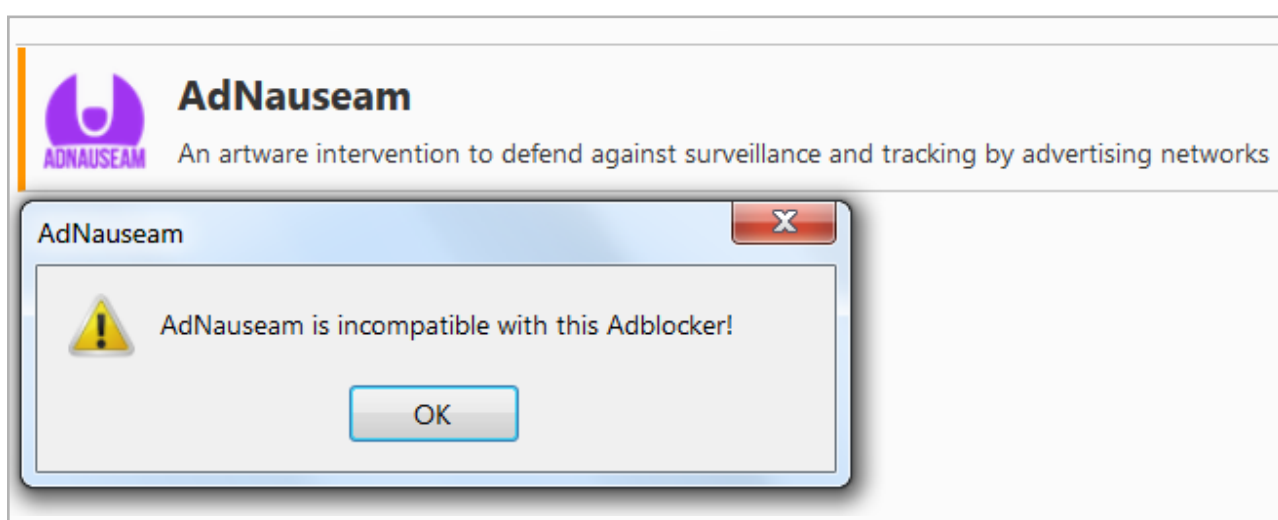 AdNauseam
ADNAUSEAM
An artware intervention to defend against surveillance and tracking by advertising networks
AdNauseam
AdNauseam is incompatible with this Adblocker!
OK